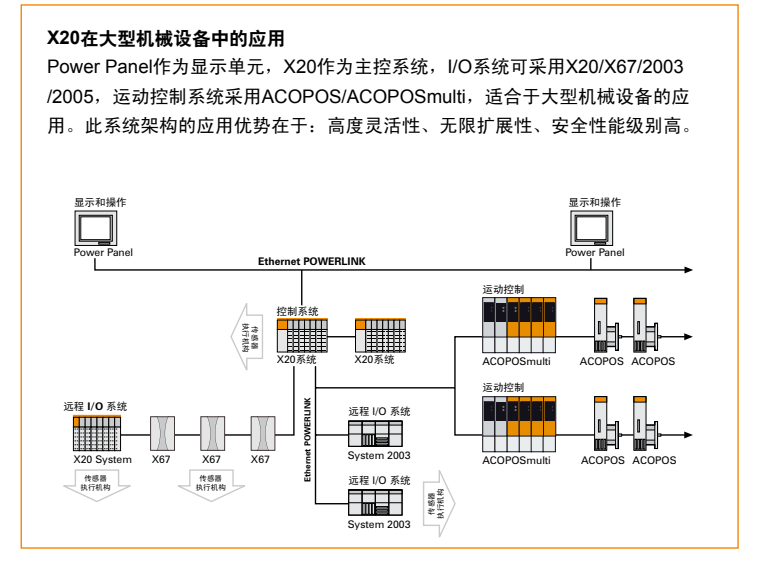 X20在大型机械设备中的应用
Power Panel作为显示单元，X20作为主控系统，I/O系统可采用X20/X67/2003
/2005，运动控制系统采用ACOPOS/ACOPOSmulti，适合于大型机械设备的应
用。此系统架构的应用优势在于：高度灵活性、无限扩展性、安全性能级别高。
显示和操作
显示和操作
Power Panel
Power Panel
Ethernet POWERLINK
运动控制
控制系统
传感器
执行机构
X20系统
X20系统
ACOPOSmulti
ACOPOS
ACOPOS
运动控制
远程 I/O 系统
远程 I/O 系统
Ethernet POWERLINK
X20 System
X67
X67
X67
System 2003
ACOPOSmulti
ACOPOS
ACOPOS
传感器
执行机构
传感器
执行机构
远程 I/O 系统
传感器
执行机构
System 2003